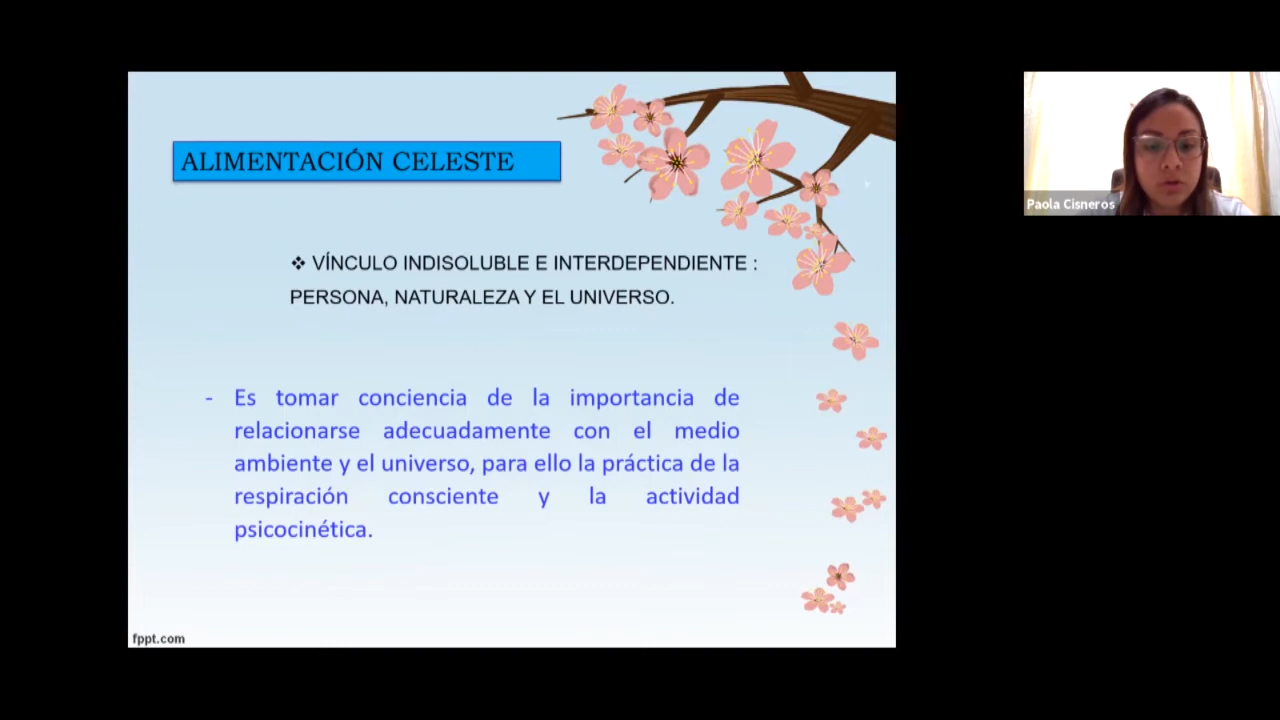 ALIMENTACIÓN CELESTE
❖ VÍNCULO INDISOLUBLE E INTERDEPENDIENTE :
PERSONA, NATURALEZA Y EL UNIVERSO.
- Es tomar conciencia de la importancia de
relacionarse adecuadamente con el medio
ambiente y el universo, para ello la práctica de la
respiración consciente y la actividad
psicocinética.
fppt.com
Paola Cisneros